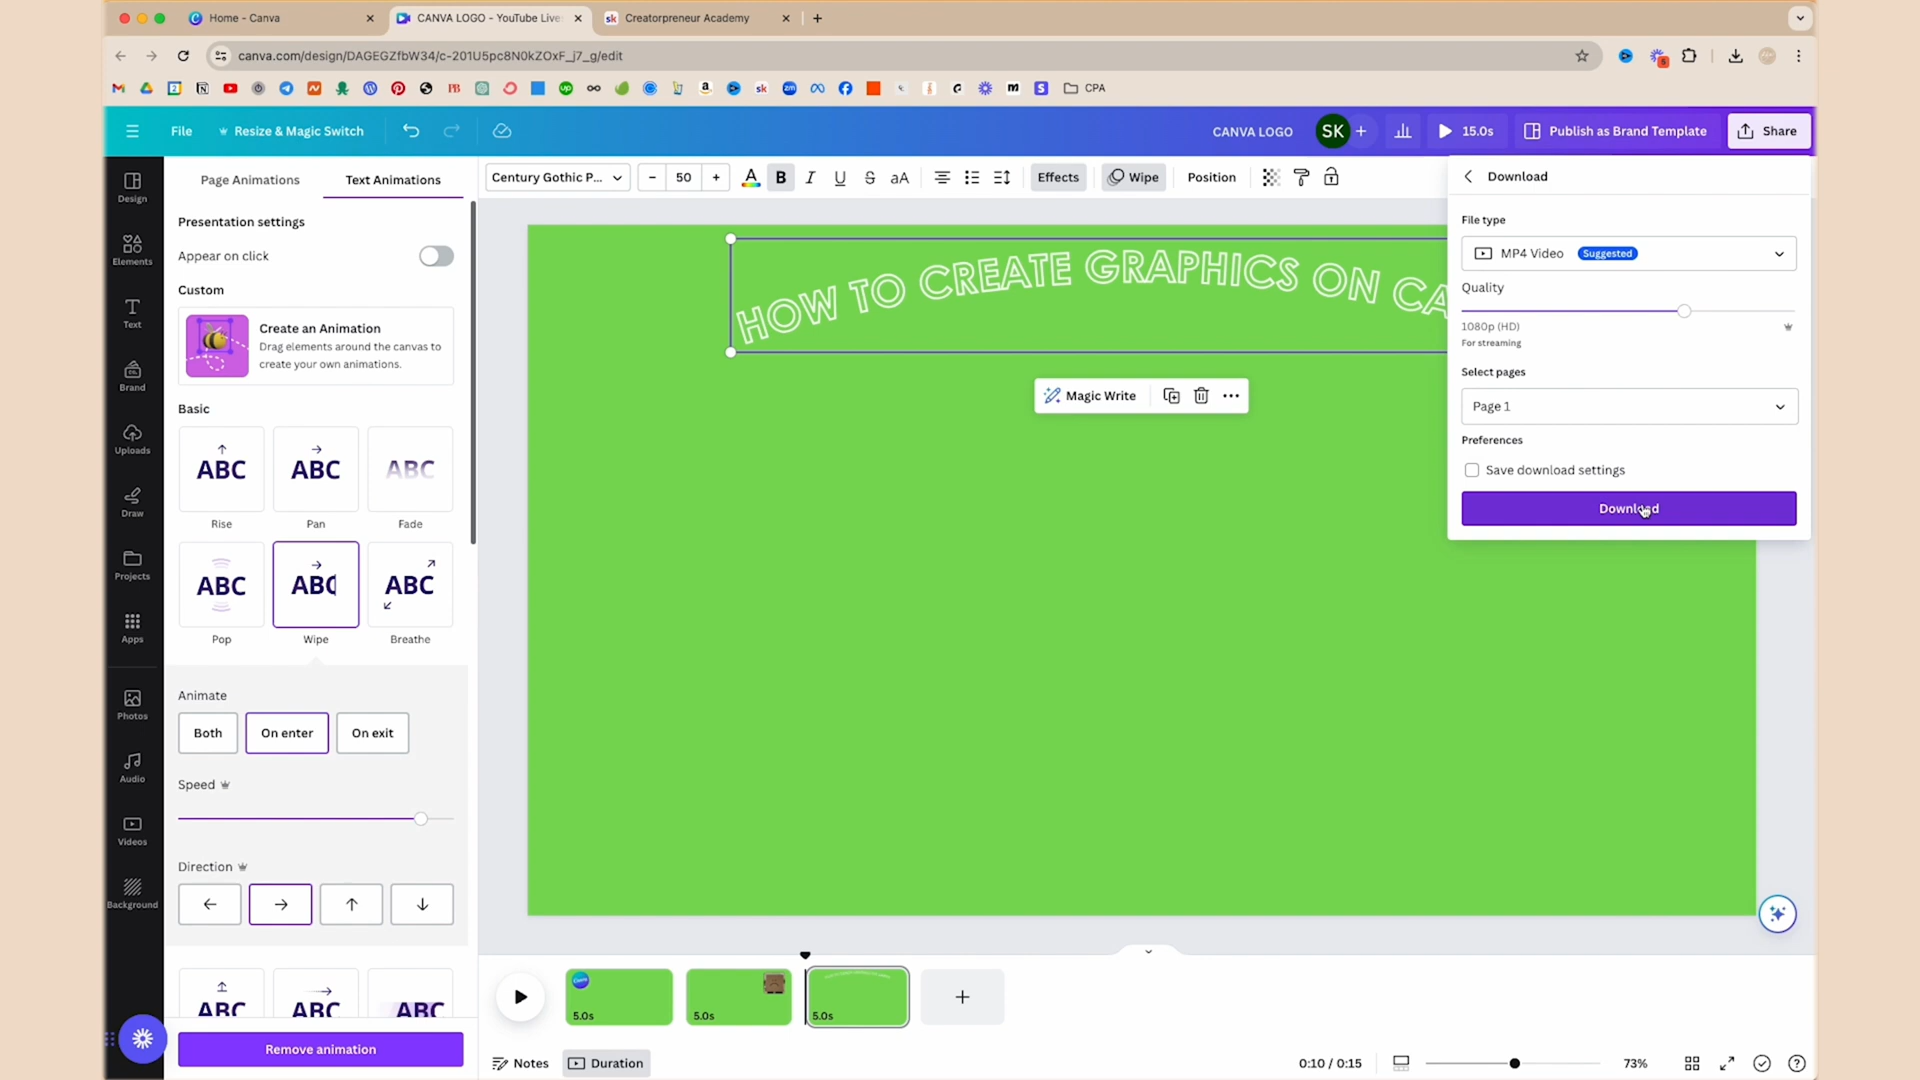 Home - Canva
CANVA LOGO - YouTube Live
sk Creatorpreneur Academy
canva.com/design/DAGEGZfbW34/c-201U5pc8N0kZOxF_j7_g/edit
CPA
File
Resize & Magic Switch
CANVA LOGO
SK
15.0s
Publish as Brand Template
Share
Design
Elements
Text
Brand
Uploads
Draw
Projects
Apps
Photos
Audio
Videos
Background
Page Animations
Text Animations
Presentation settings
Appear on click
Custom
Create an Animation
Drag elements around the canvas to
create your own animations.
Basic
ABC ABC ABC
Rise Pan Fade
ABC ABC ABC
Pop Wipe Breathe
Animate
Both On enter On exit
Speed
Direction
ABC ABC ABC
Remove animation
Century Gothic P...
50
B I U S aA
Effects
Wipe
Position
HOW TO CREATE GRAPHICS ON CA
Magic Write
Download
File type
MP4 Video Suggested
Quality
1080p (HD)
For streaming
Select pages
Page 1
Preferences
Save download settings
Download
5.0s 5.0s 5.0s
Notes
Duration
0:10 / 0:15
73%